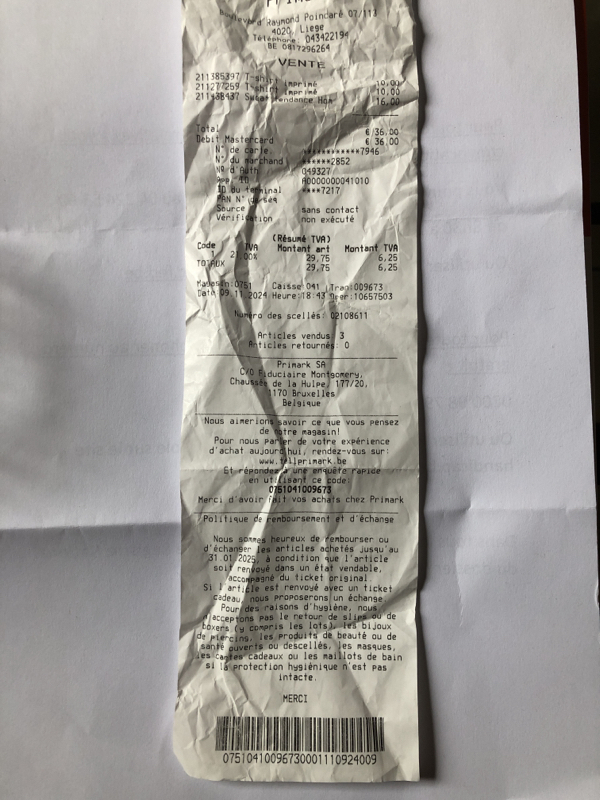 PRIMARK
Boulevard Raymond Poincaré 07/113
4020, Liege
Téléphone: 043422194
BE 0817296264
VENTE
211385397 T-shirt imprimé 10.00
211277259 T-shirt imprimé 10.00
211438437 Sweat tendance Hom 16.00
Total € 36.00
Débit Mastercard € 36.00
N° de carte. ************7946
N° du marchand ******2852
N° d'Auth 049327
App. ID A0000000041010
ID du terminal ****7217
PAN N° de seq
Source sans contact
Vérification non exécuté
(Résumé TVA)
Code TVA Montant art Montant TVA
1 21.00% 29,75 6,25
TOTAUX 29,75 6,25
Magasin:0751 Caisse:041 Tran:009673
Date:09.11.2024 Heure:18:43 Oper:10657503
Numéro des scellés: 02108611
Articles vendus: 3
Articles retournés: 0
Primark SA
C/O Fiduciaire Montgomery,
Chaussée de la Hulpe, 177/20,
1170 Bruxelles
Belgique
Nous aimerions savoir ce que vous pensez
de notre magasin!
Pour nous parler de votre expérience
d'achat aujourd'hui, rendez-vous sur:
www.tellprimark.be
Et répondez à une enquête rapide
en utilisant ce code:
0751041009673
Merci d'avoir fait vos achats chez Primark
Politique de remboursement et d'échange
Nous sommes heureux de rembourser ou
d'échanger les articles achetés jusqu'au
31.01.2025, à condition que l'article
soit renvoyé dans un état vendable,
accompagné du ticket original.
Si l'article est renvoyé avec un ticket
cadeau, nous proposerons un échange.
Pour des raisons d'hygiène, nous
n'acceptons pas le retour de slips ou de
boxers (y compris les lots), les bijoux
de piercing, les produits de beauté ou de
santé ouverts ou descellés, les masques,
les cartes cadeaux ou les maillots de bain
si la protection hygiénique n'est pas
intacte.
MERCI
07510410096730001110924009